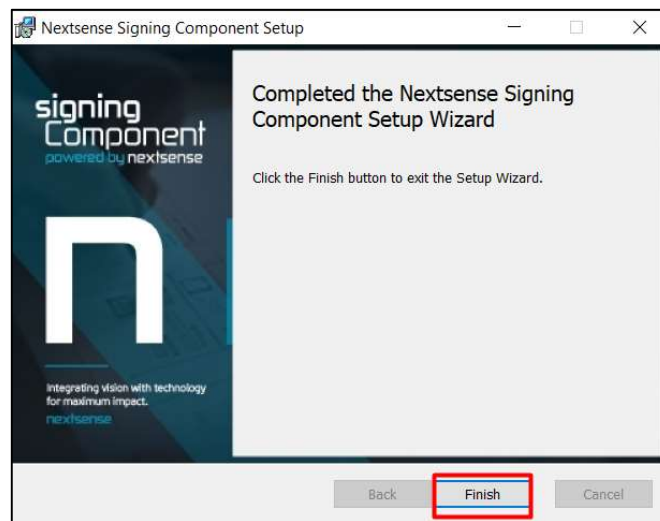 Nextsense Signing Component Setup
signing
Component
powered by nextsense
Completed the Nextsense Signing
Component Setup Wizard
Click the Finish button to exit the Setup Wizard.
n
Integrating vision with technology
for maximum impact.
nextsense
Back Finish Cancel